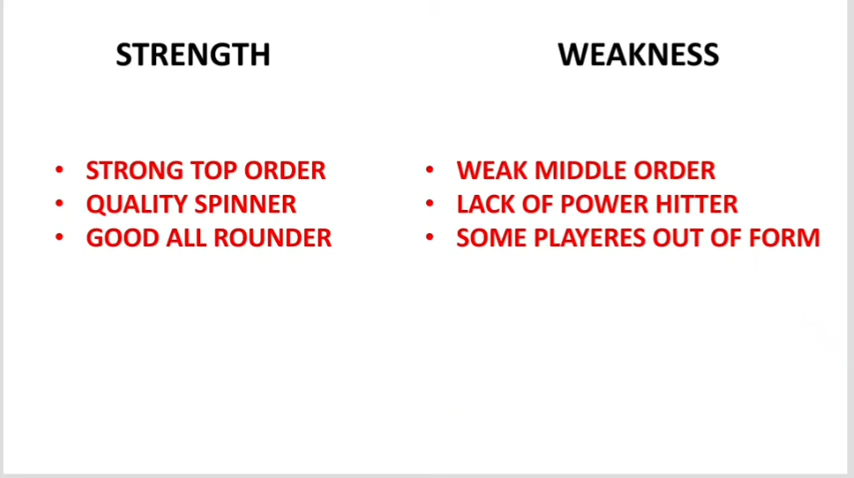 STRENGTH
WEAKNESS
• STRONG TOP ORDER
• QUALITY SPINNER
• GOOD ALL ROUNDER
• WEAK MIDDLE ORDER
• LACK OF POWER HITTER
• SOME PLAYERES OUT OF FORM